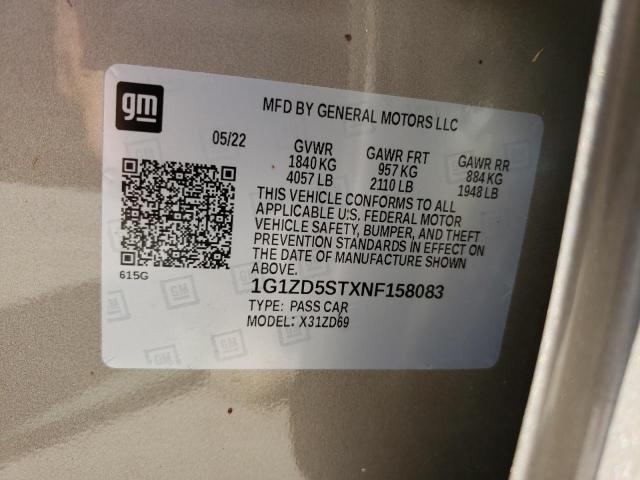 gm
MFD BY GENERAL MOTORS LLC
05/22
GVWR GAWR FRT GAWR RR
1840 KG 957 KG 884 KG
4057 LB 2110 LB 1948 LB
THIS VEHICLE CONFORMS TO ALL
APPLICABLE U.S. FEDERAL MOTOR
VEHICLE SAFETY, BUMPER, AND THEFT
PREVENTION STANDARDS IN EFFECT ON
THE DATE OF MANUFACTURE SHOWN
ABOVE.
615G
1G1ZD5STXNF158083
TYPE: PASS CAR
MODEL: X31ZD69